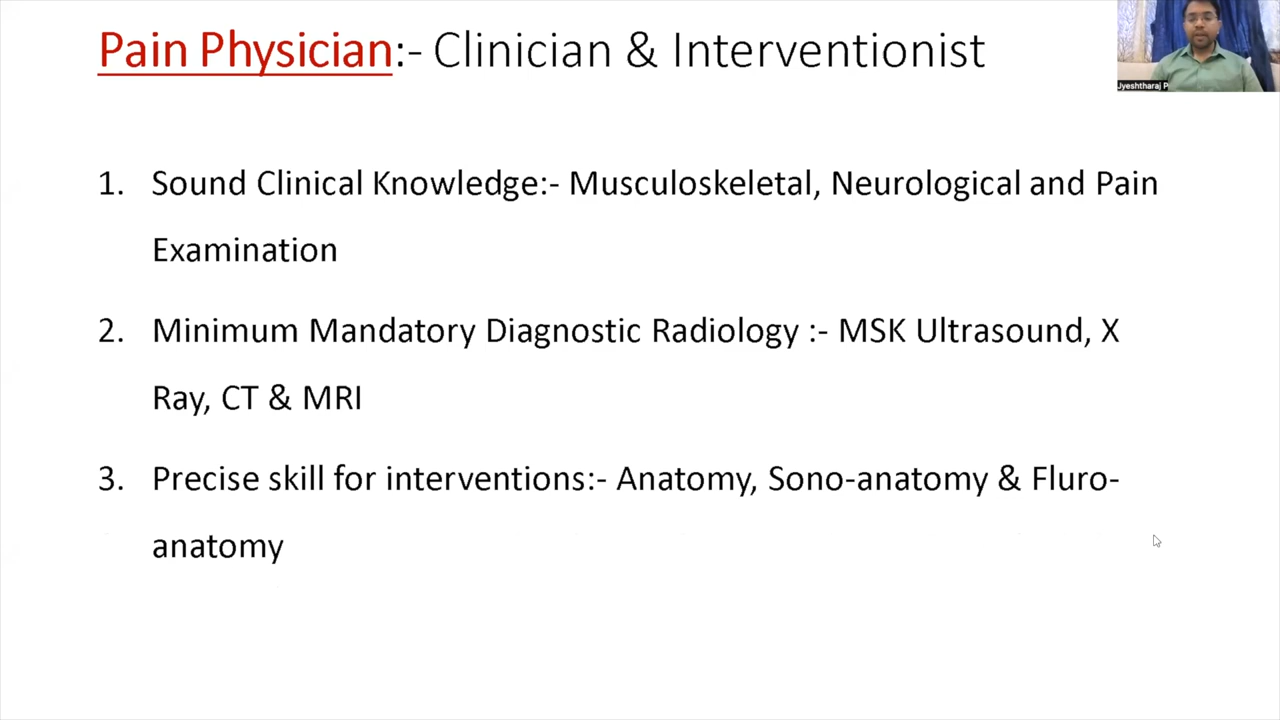 Pain Physician:- Clinician & Interventionist
Jyeshtharaj P
1. Sound Clinical Knowledge:- Musculoskeletal, Neurological and Pain
Examination
2. Minimum Mandatory Diagnostic Radiology :- MSK Ultrasound, X
Ray, CT & MRI
3. Precise skill for interventions:- Anatomy, Sono-anatomy & Fluro-
anatomy